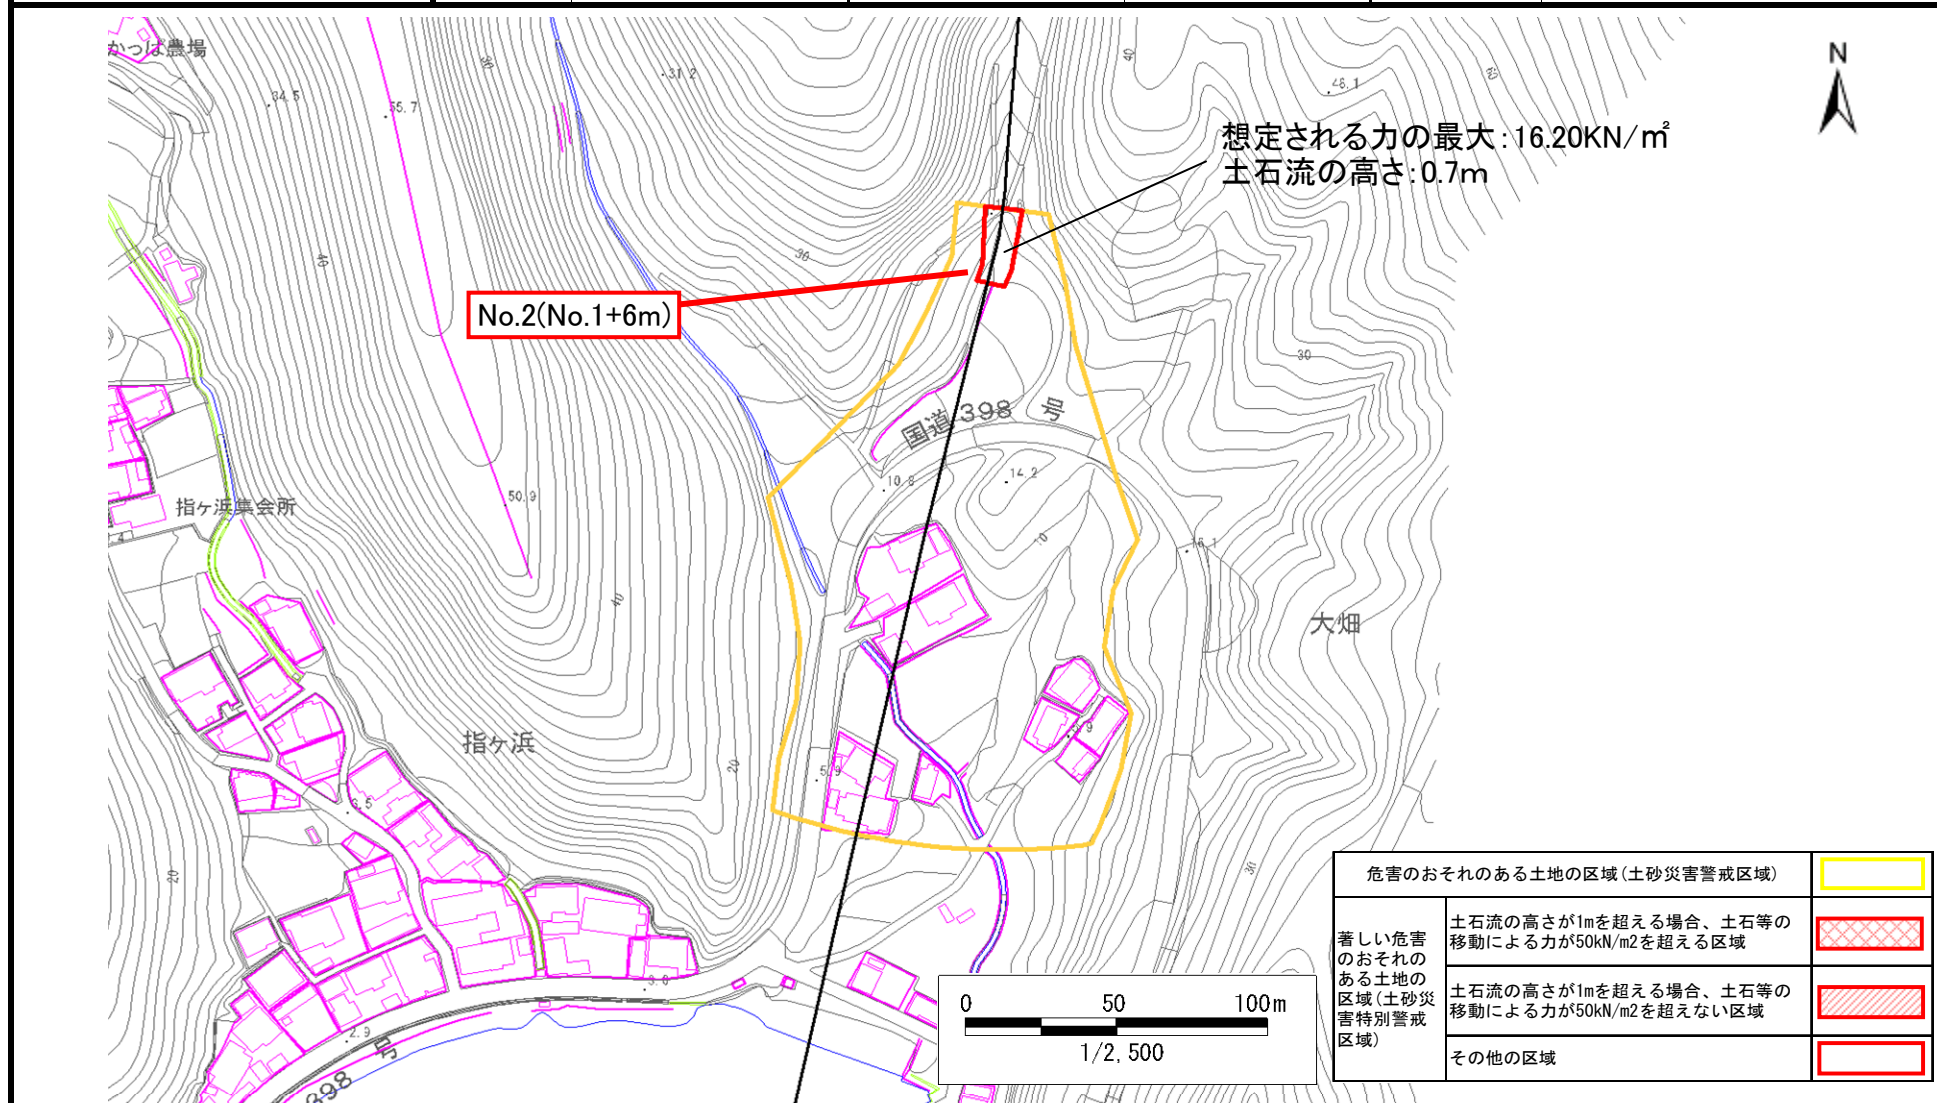 かっぱ農場
34.5
55.7
30
31.2
40
46.1
60
N
想定される力の最大:16.20KN/㎡
土石流の高さ:0.7m
40
30
No.2(No.1+6m)
30
国道 398 号
10.8
14.2
50.9
指ヶ浜集会所
10
16.1
40
大畑
指ヶ浜
20
5.9
6.5
20
30
3.6
2.9
号
398
0 50 100m
1/2,500
危害のおそれのある土地の区域(土砂災害警戒区域)
著しい危害
のおそれの
ある土地の
区域(土砂災
害特別警戒
区域)
土石流の高さが1mを超える場合、土石等の
移動による力が50kN/m2を超える区域
土石流の高さが1mを超える場合、土石等の
移動による力が50kN/m2を超えない区域
その他の区域